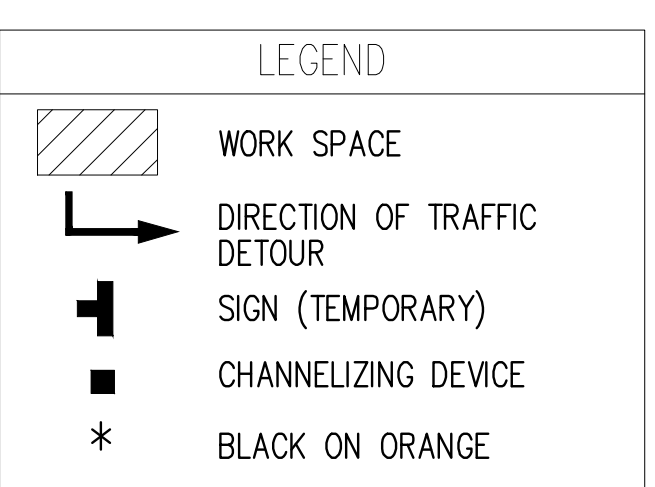 LEGEND
WORK SPACE
DIRECTION OF TRAFFIC
DETOUR
SIGN (TEMPORARY)
CHANNELIZING DEVICE
* BLACK ON ORANGE